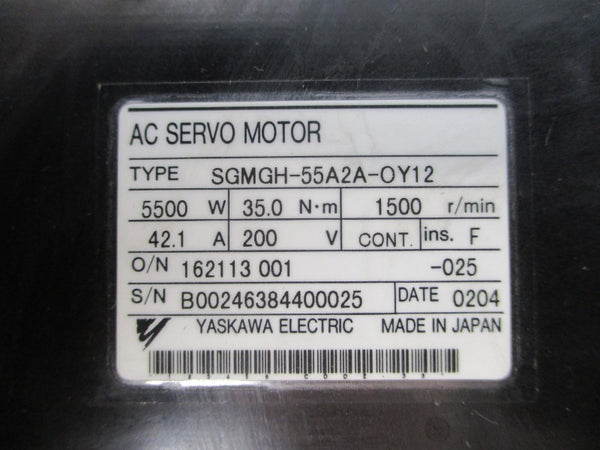 AC SERVO MOTOR
TYPE SGMGH-55A2A-OY12
5500 W 35.0 N·m 1500 r/min
42.1 A 200 V CONT. ins. F
O/N 162113 001 -025
S/N B00246384400025 DATE 0204
YASKAWA ELECTRIC MADE IN JAPAN